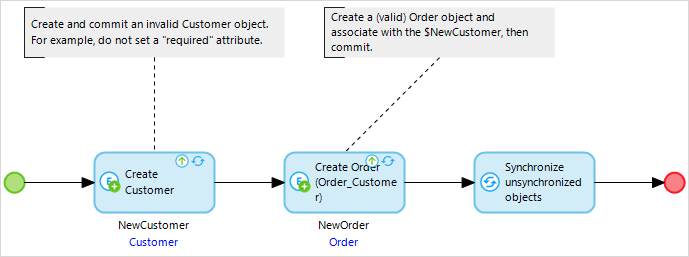 Create and commit an invalid Customer object.
For example, do not set a "required" attribute.
Create a (valid) Order object and
associate with the $NewCustomer, then
commit.
Create
Customer
Create Order
(Order_Custome
r)
Synchronize
unsynchronized
objects
NewCustomer
Customer
NewOrder
Order